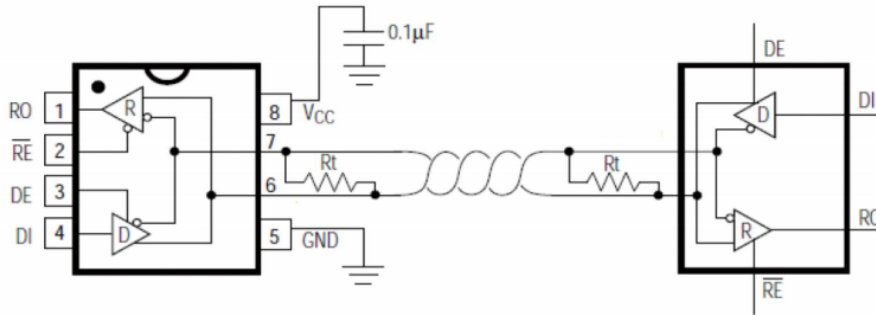 0.1µF
DE
RO 1 R 8 VCC D DI
RE 2 7 Rt Rt
DE 3 6
DI 4 D 5 GND R RO
RE